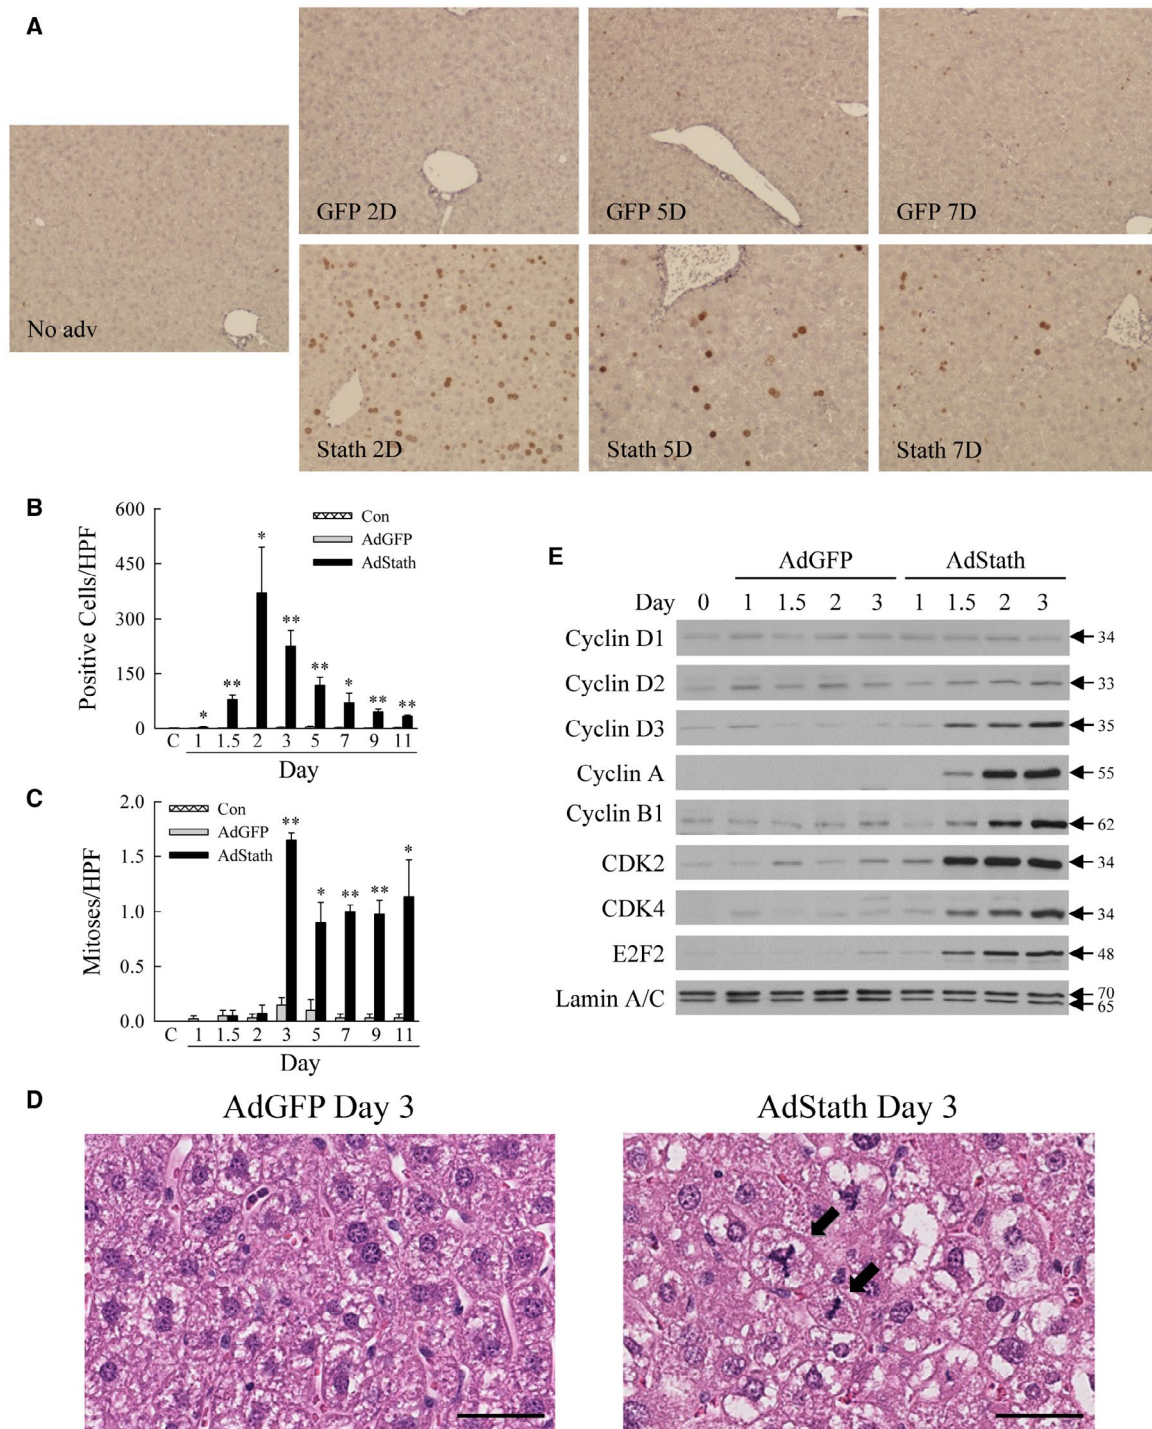 A
No adv
GFP 2D
GFP 5D
GFP 7D
Stath 2D
Stath 5D
Stath 7D
B
Positive Cells/HPF
600
450
300
150
0
Con
AdGFP
AdStath
*
**
*
**
**
*
**
**
C 1 1.5 2 3 5 7 9 11
Day
C
Mitoses/HPF
2.0
1.5
1.0
0.5
0.0
Con
AdGFP
AdStath
**
*
**
**
*
C 1 1.5 2 3 5 7 9 11
Day
E
AdGFP AdStath
Day 0 1 1.5 2 3 1 1.5 2 3
Cyclin D1 34
Cyclin D2 33
Cyclin D3 35
Cyclin A 55
Cyclin B1 62
CDK2 34
CDK4 34
E2F2 48
Lamin A/C 70
65
D
AdGFP Day 3
AdStath Day 3